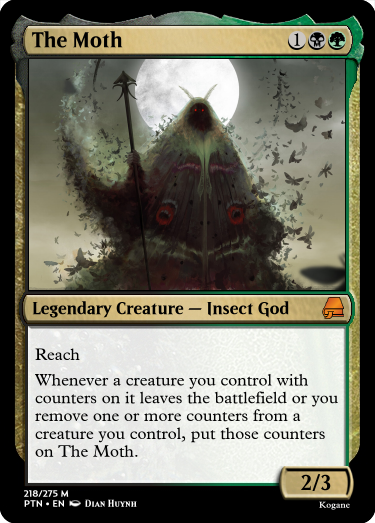 The Moth
1
Legendary Creature — Insect God
Reach
Whenever a creature you control with
counters on it leaves the battlefield or you
remove one or more counters from a
creature you control, put those counters
on The Moth.
2/3
218/275 M
PTN • EN Dian Huynh
Kogane